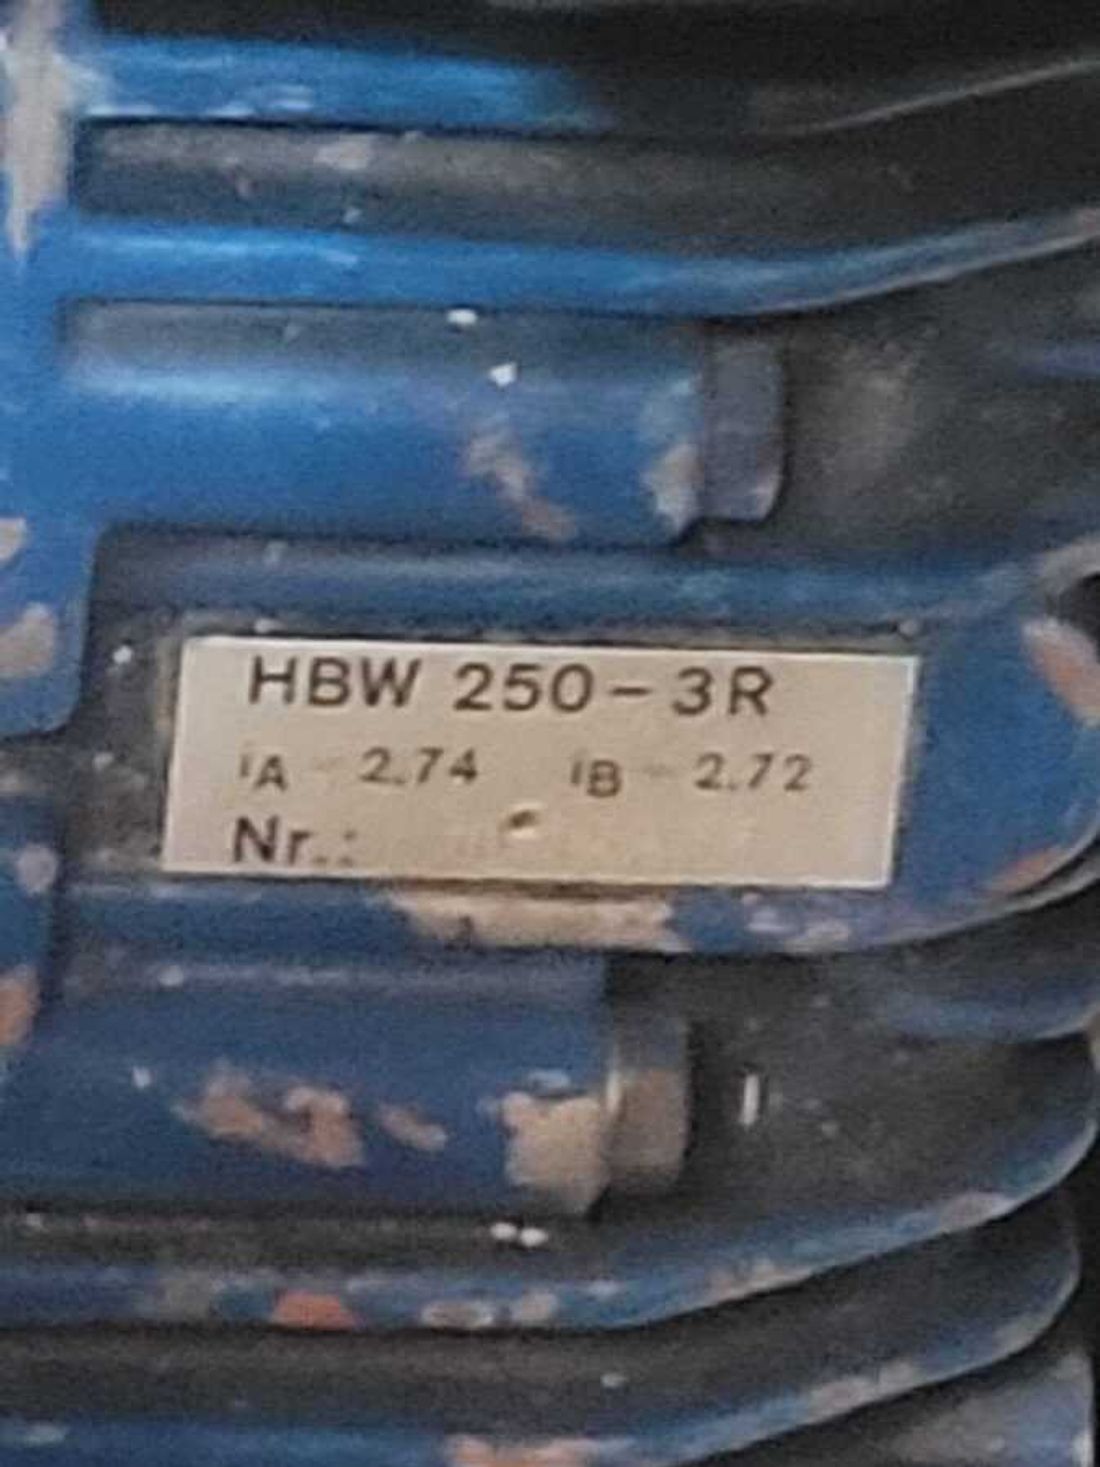 HBW 250-3R
iA - 2.74 iB - 2.72
Nr.: